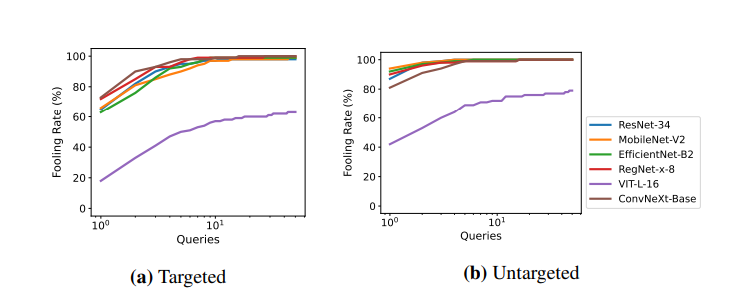 100
80
60
40
20
0
Fooling Rate (%)
10^0
10^1
Queries
(a) Targeted
100
80
60
40
20
0
Fooling Rate (%)
10^0
10^1
Queries
(b) Untargeted
ResNet-34
MobileNet-V2
EfficientNet-B2
RegNet-x-8
VIT-L-16
ConvNeXt-Base